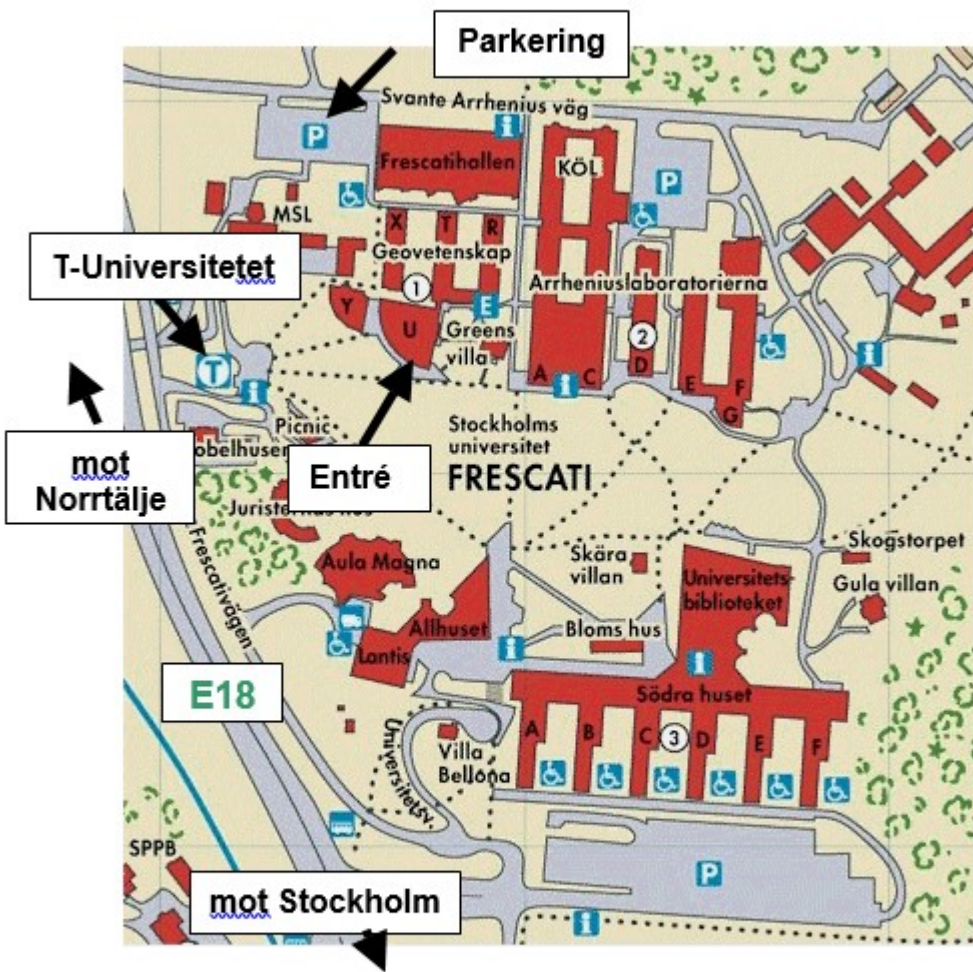 Parkering
Svante Arrhenius väg
P
i
Frescatihallen
KÖL
P
MSL
X T R
Geovetenskap
T-Universitetet
Arrheniuslaboratorierna
1
E
Y
U
Greens
villa
2
A C D E F
G
T
i
i
i
Picnic
obelhuse
Stockholms
universitet
FRESCATI
mot
Norrtälje
Entré
Frescativägen
Aula Magna
Skära
villan
Universitets-
biblioteket
Skogstorpet
Gula villan
Allhuset
Bloms hus
Lantis
i
i
E18
Södra huset
A B C 3 D E F
Universitetsv.
Villa
Bellona
SPPB
P
mot Stockholm
i